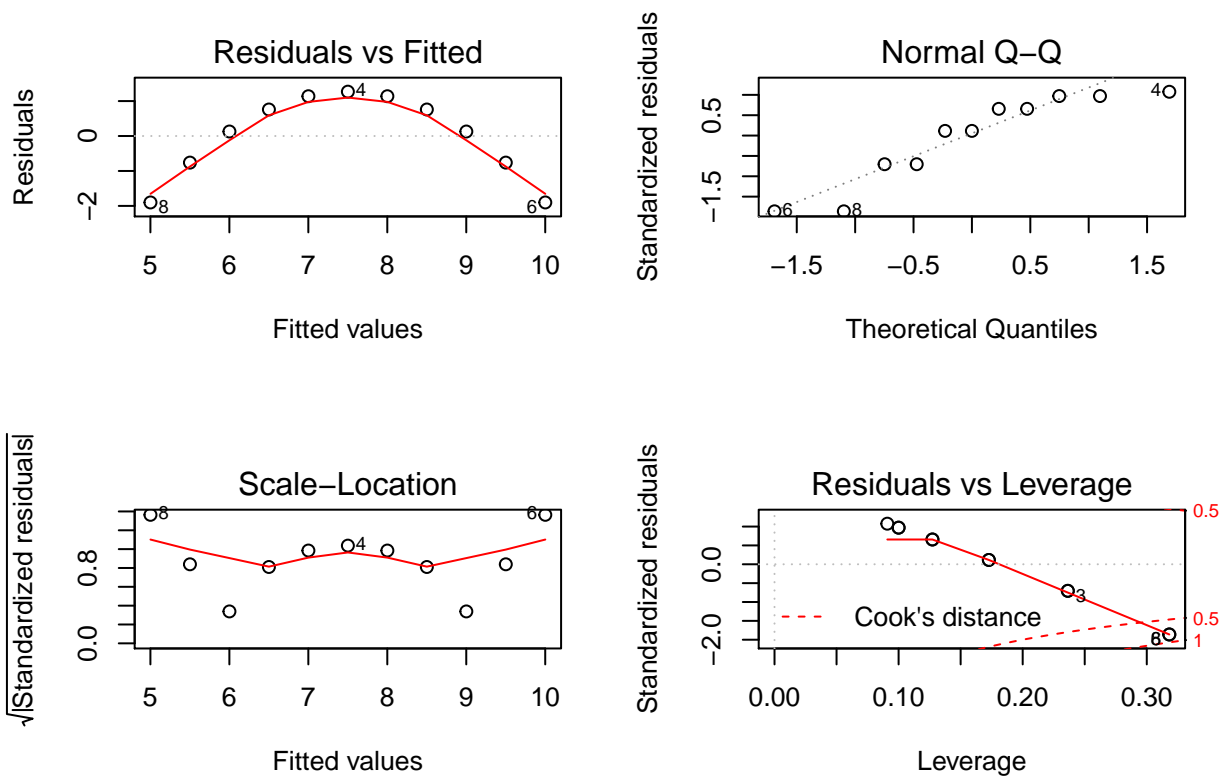 Residuals vs Fitted
Residuals
0
−2
4
8
6
5 6 7 8 9 10
Fitted values
Normal Q−Q
Standardized residuals
0.5
−1.5
4
6
8
−1.5 −0.5 0.5 1.5
Theoretical Quantiles
Scale−Location
√|Standardized residuals|
0.8
0.0
8
4
6
5 6 7 8 9 10
Fitted values
Residuals vs Leverage
Standardized residuals
0.0
−2.0
0.5
3
Cook's distance
0.5
1
0.00 0.10 0.20 0.30
Leverage